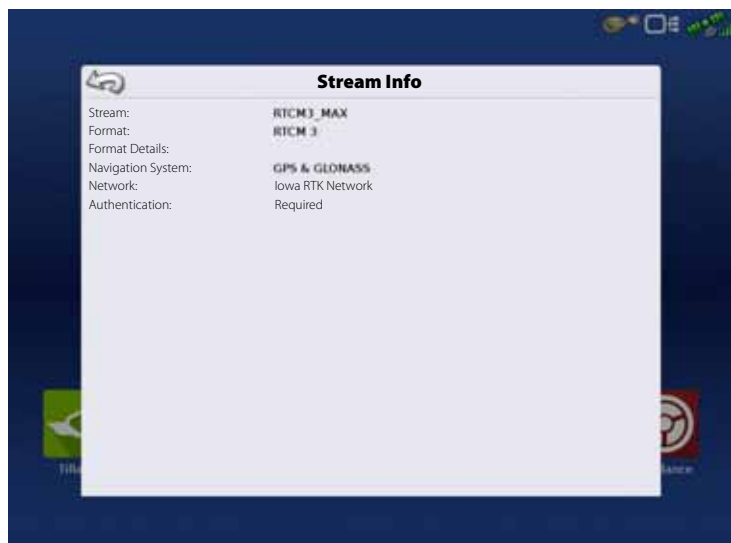 Stream Info
Stream: RTCM3_MAX
Format: RTCM 3
Format Details:
Navigation System: GPS & GLONASS
Network: Iowa RTK Network
Authentication: Required